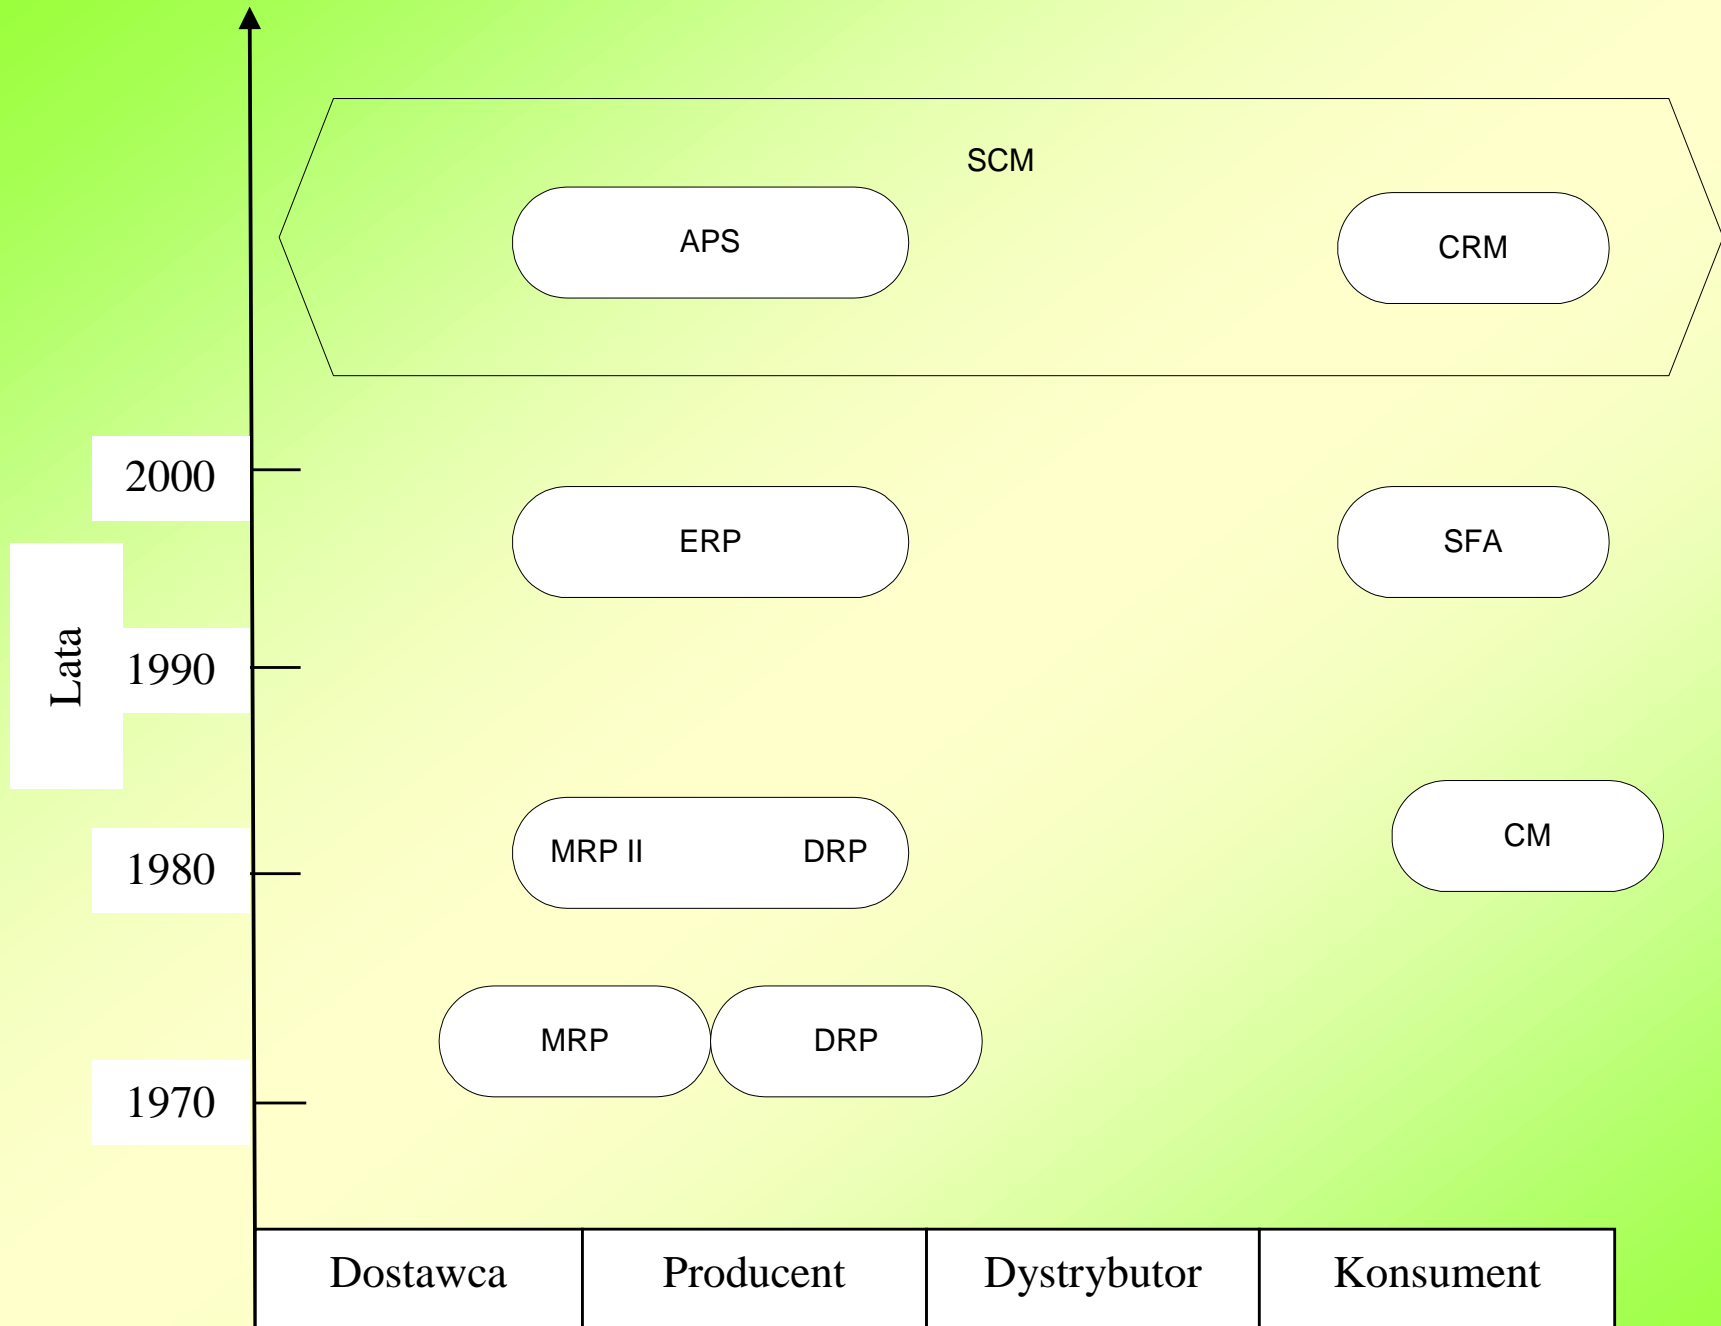 SCM
APS
CRM
2000
ERP
SFA
Lata
1990
MRP II
DRP
CM
1980
MRP
DRP
1970
Dostawca
Producent
Dystrybutor
Konsument